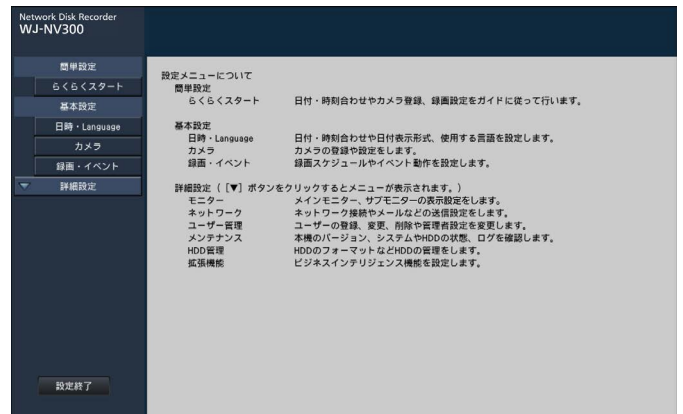 Network Disk Recorder
WJ-NV300
簡単設定
らくらくスタート
基本設定
日時・Language
カメラ
録画・イベント
詳細設定
設定終了
設定メニューについて
簡単設定
らくらくスタート 日付・時刻合わせやカメラ登録、録画設定をガイドに従って行います。
基本設定
日時・Language 日付・時刻合わせや日付表示形式、使用する言語を設定します。
カメラ カメラの登録や設定をします。
録画・イベント 録画スケジュールやイベント動作を設定します。
詳細設定（［▼］ボタンをクリックするとメニューが表示されます。）
モニター メインモニター、サブモニターの表示設定をします。
ネットワーク ネットワーク接続やメールなどの送信設定をします。
ユーザー管理 ユーザーの登録、変更、削除や管理者設定を変更します。
メンテナンス 本機のバージョン、システムやHDDの状態、ログを確認します。
HDD管理 HDDのフォーマットなどHDDの管理をします。
拡張機能 ビジネスインテリジェンス機能を設定します。